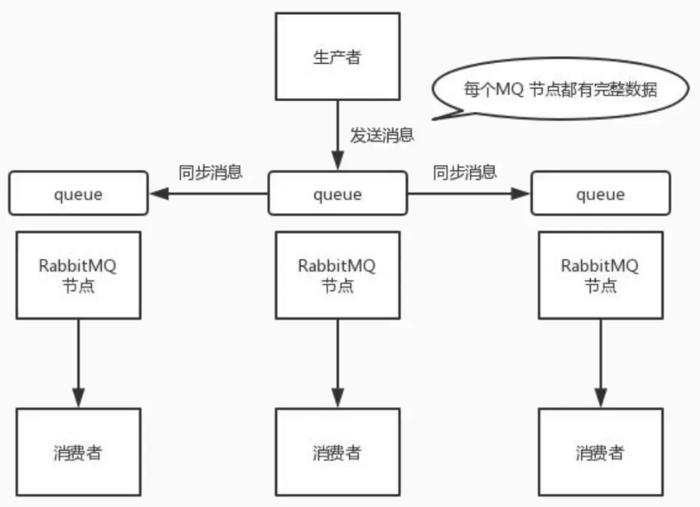 生产者
每个MQ 节点都有完整数据
发送消息
同步消息
同步消息
queue
queue
queue
RabbitMQ
节点
RabbitMQ
节点
RabbitMQ
节点
消费者
消费者
消费者